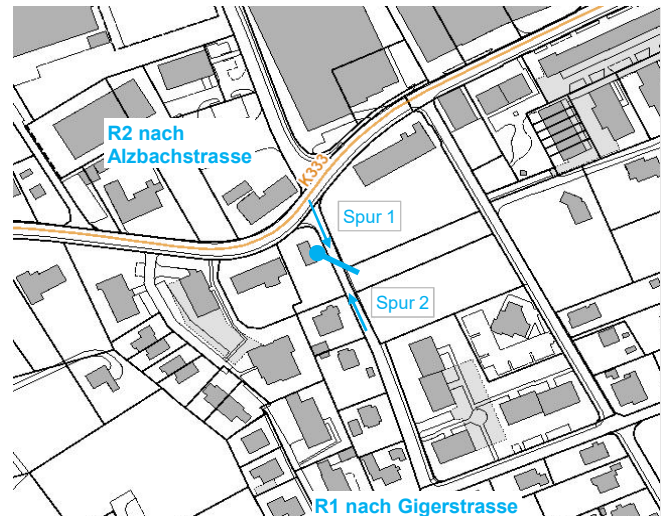 R2 nach
Alzbachstrasse
K333
Spur 1
Spur 2
R1 nach Gigerstrasse